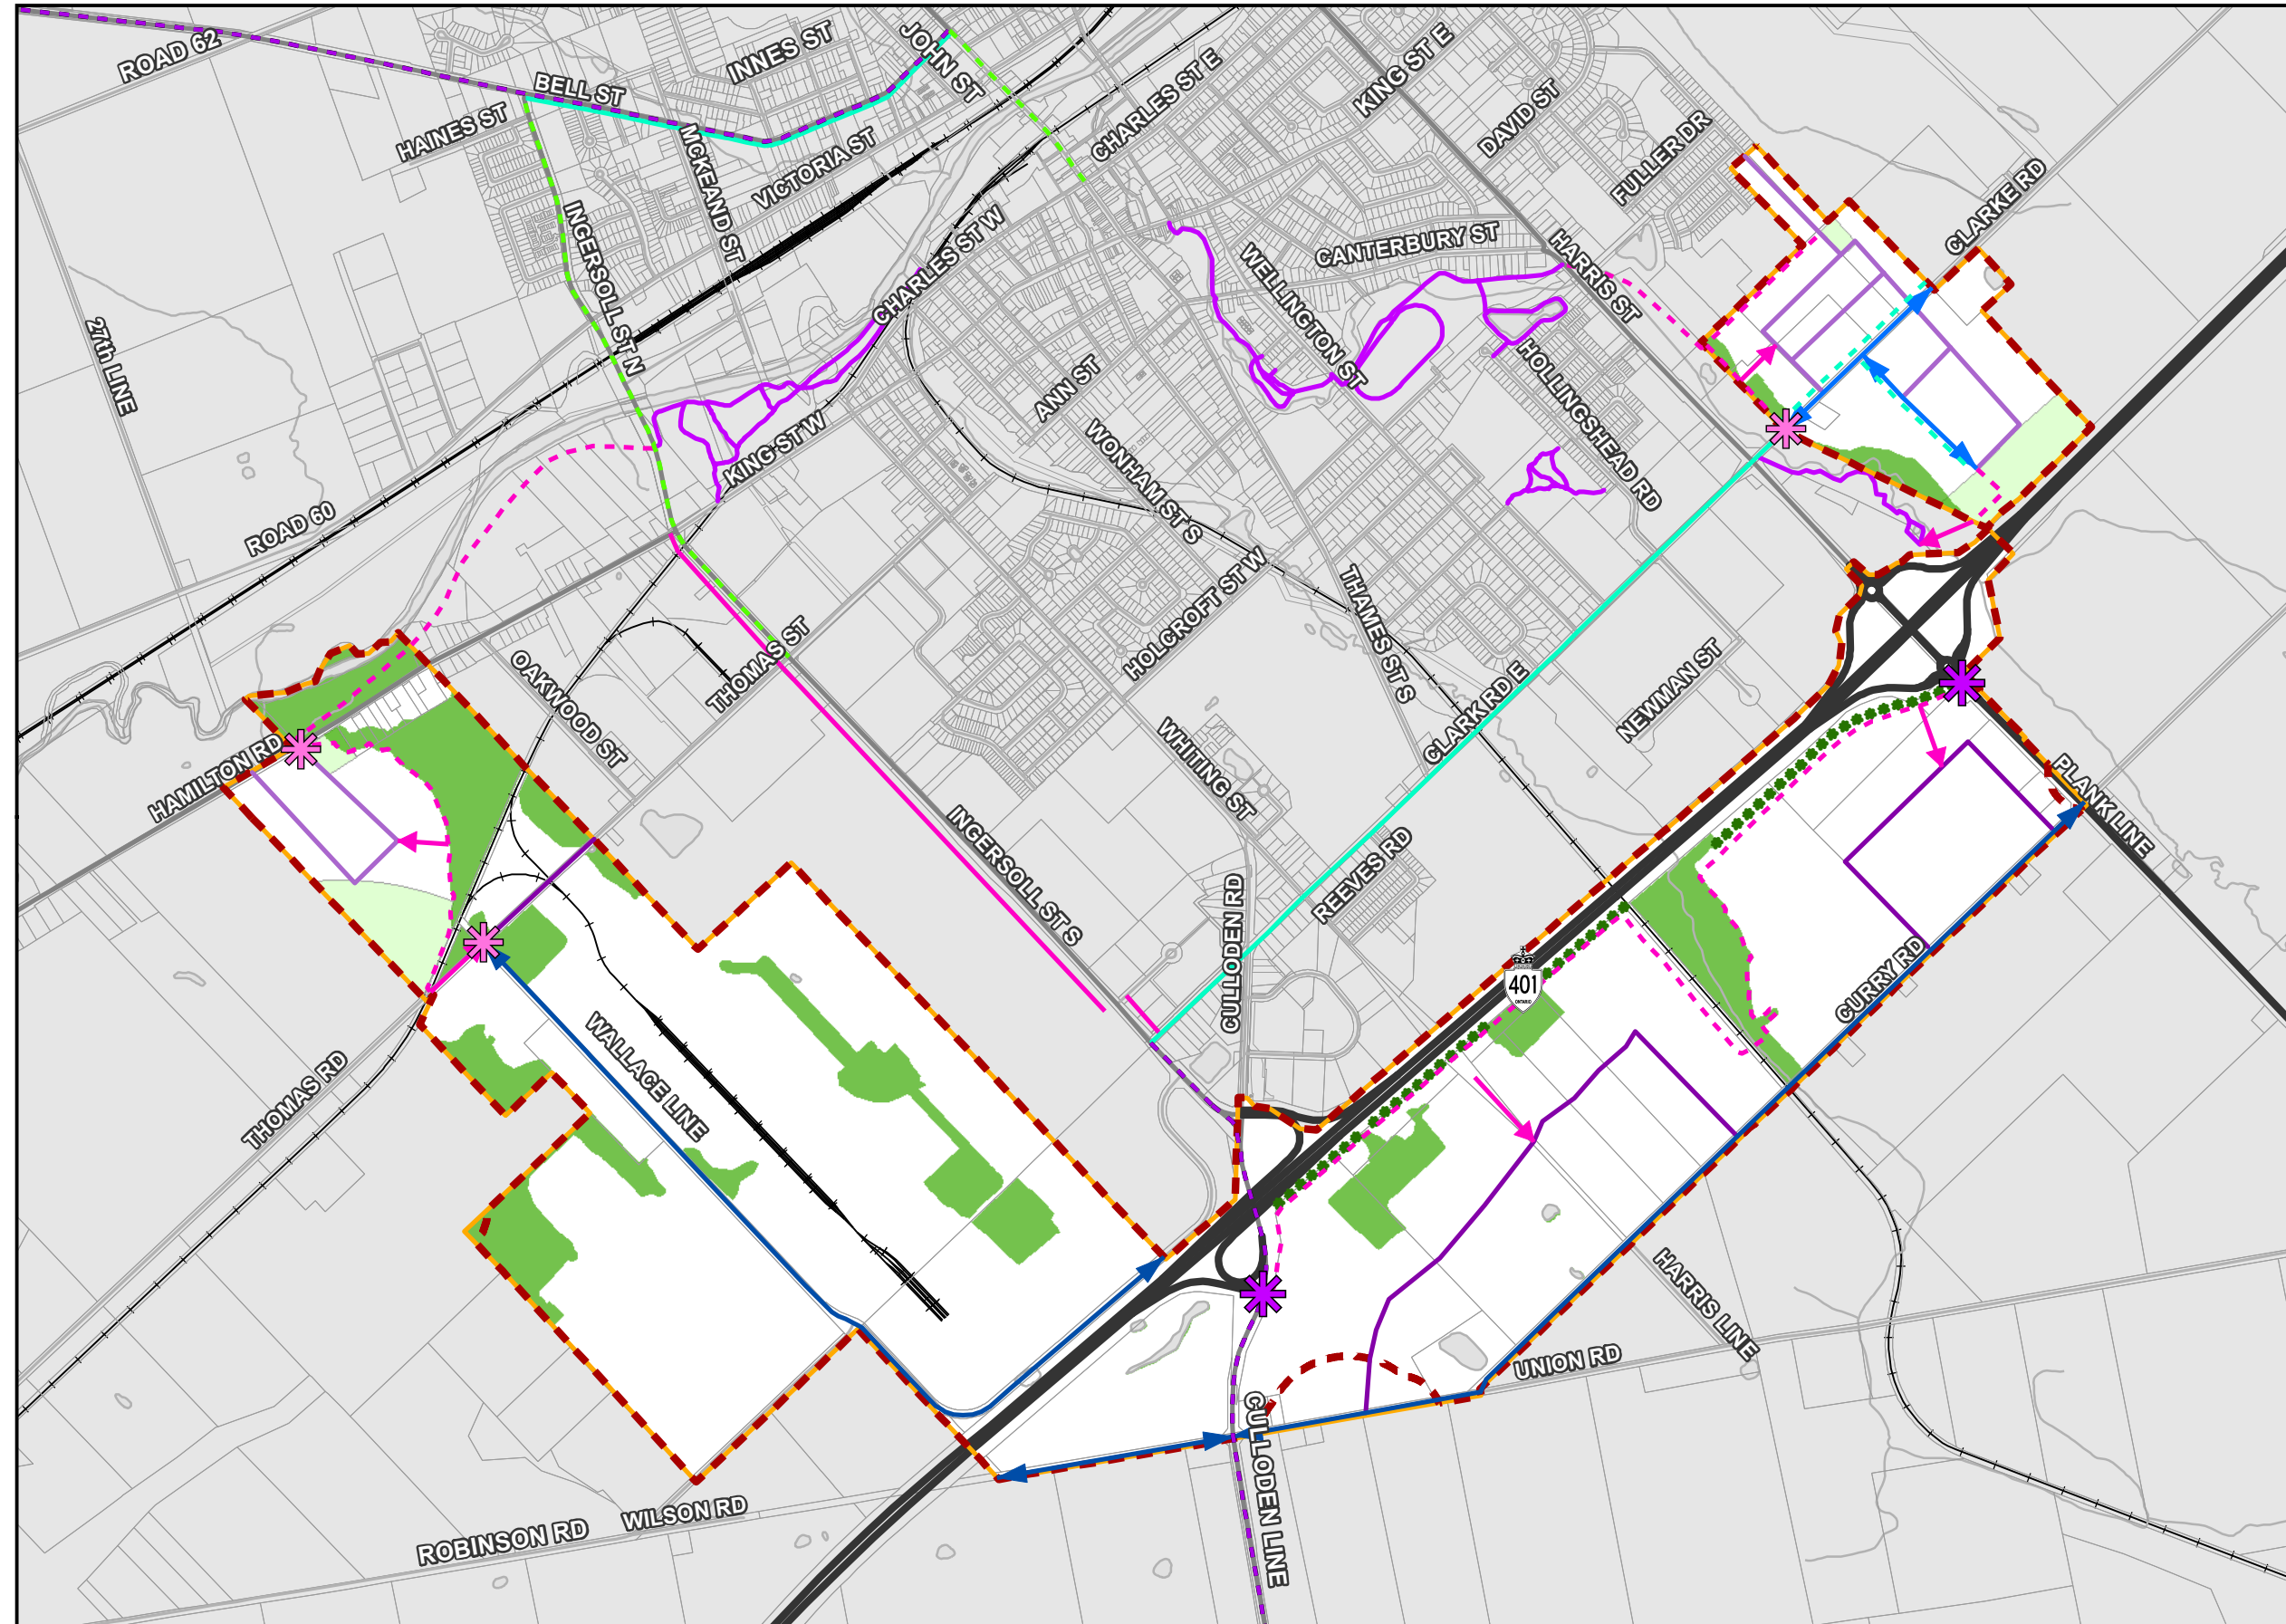 ROAD 62
INNES ST
JOHN ST
BELL ST
HAINES ST
MCKEAND ST
VICTORIA ST
CHARLES ST E
KING ST E
DAVID ST
FULLER DR
CLARKE RD
INGERSOLL ST N
CHARLES ST W
CANTERBURY ST
WELLINGTON ST
HARRIS ST
27th LINE
ANN ST
HOLLINGSHEAD RD
KING ST W
WONHAM ST S
ROAD 60
HOLCROFT ST W
THAMES ST S
OAKWOOD ST
THOMAS ST
NEWMAN ST
CLARK RD E
WHITING ST
HAMILTON RD
PLANK LINE
INGERSOLL ST S
REEVES RD
CULLODEN RD
401
ONTARIO
CURRY RD
WALLACE LINE
THOMAS RD
HARRIS LINE
UNION RD
CULLODEN LINE
WILSON RD
ROBINSON RD